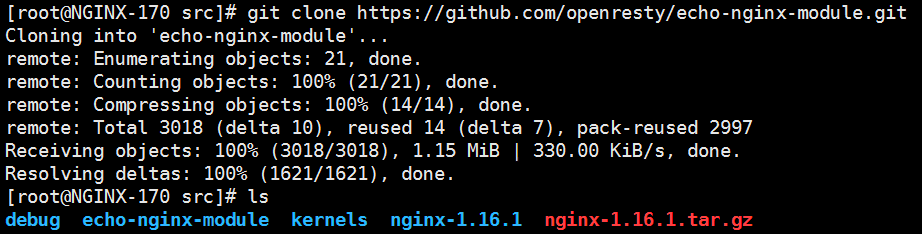 [root@NGINX-170 src]# git clone https://github.com/openresty/echo-nginx-module.git
Cloning into 'echo-nginx-module'...
remote: Enumerating objects: 21, done.
remote: Counting objects: 100% (21/21), done.
remote: Compressing objects: 100% (14/14), done.
remote: Total 3018 (delta 10), reused 14 (delta 7), pack-reused 2997
Receiving objects: 100% (3018/3018), 1.15 MiB | 330.00 KiB/s, done.
Resolving deltas: 100% (1621/1621), done.
[root@NGINX-170 src]# ls
debug  echo-nginx-module  kernels  nginx-1.16.1  nginx-1.16.1.tar.gz